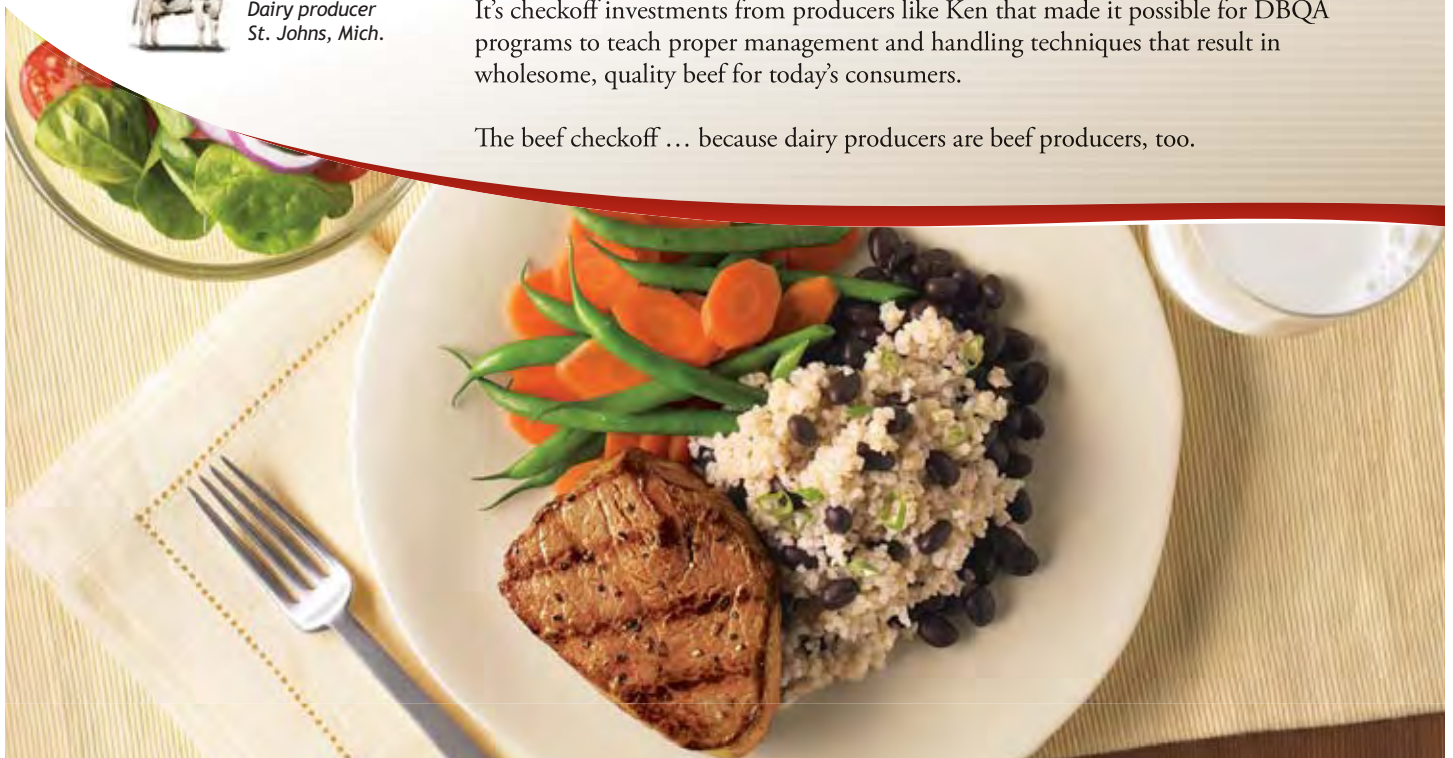 Dairy producer
St. Johns, Mich.
It’s checkoff investments from producers like Ken that made it possible for DBQA
programs to teach proper management and handling techniques that result in
wholesome, quality beef for today’s consumers.
The beef checkoff … because dairy producers are beef producers, too.